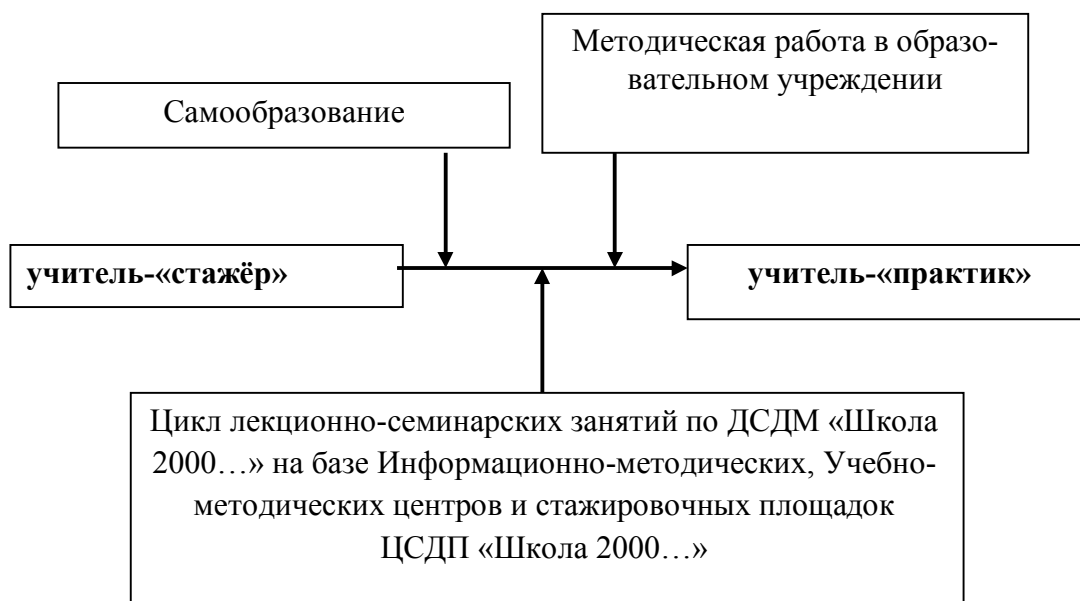 Методическая работа в образо-
вательном учреждении
Самообразование
учитель-«стажёр»
учитель-«практик»
Цикл лекционно-семинарских занятий по ДСДМ «Школа
2000…» на базе Информационно-методических, Учебно-
методических центров и стажировочных площадок
ЦСДП «Школа 2000…»